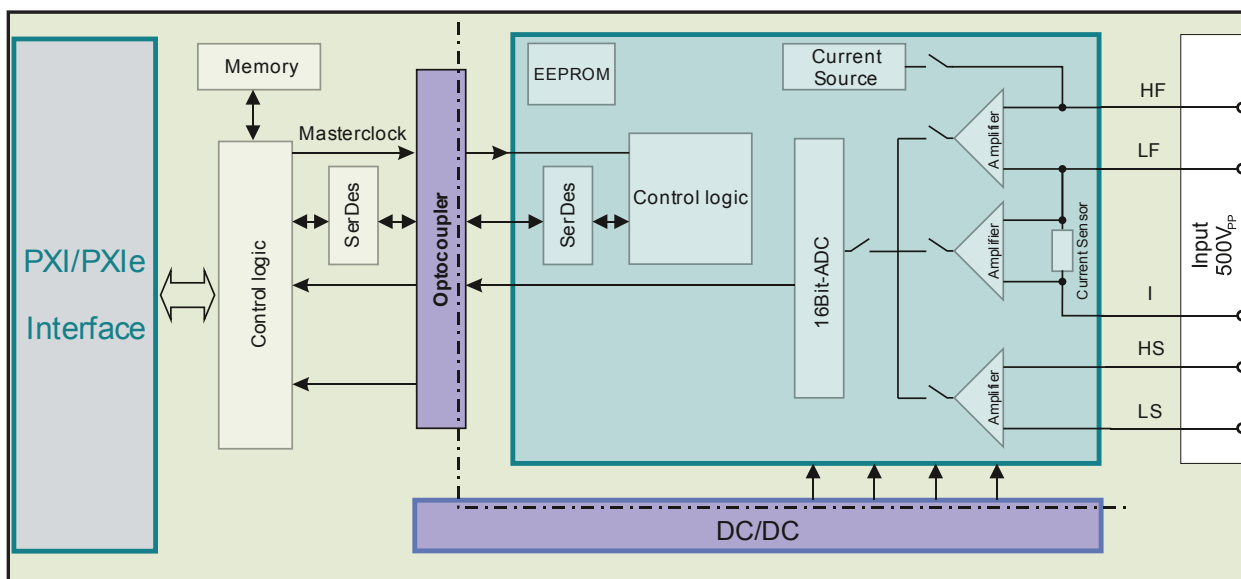 PXI/PXIe
Interface
Memory
Masterclock
Control logic
SerDes
Optocoupler
EEPROM
SerDes
Control logic
16Bit-ADC
Current
Source
Amplifier
Amplifier
Amplifier
Current Sensor
HF
LF
I
HS
LS
Input
500VPP
DC/DC